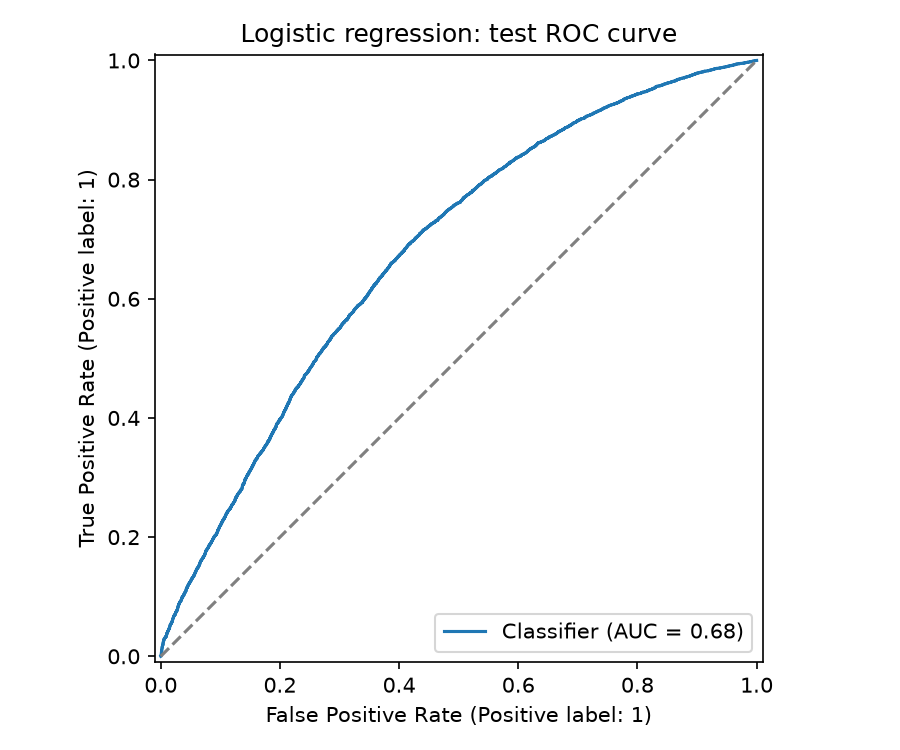 Logistic regression: test ROC curve
True Positive Rate (Positive label: 1)
1.0
0.8
0.6
0.4
0.2
0.0
Classifier (AUC = 0.68)
0.0 0.2 0.4 0.6 0.8 1.0
False Positive Rate (Positive label: 1)